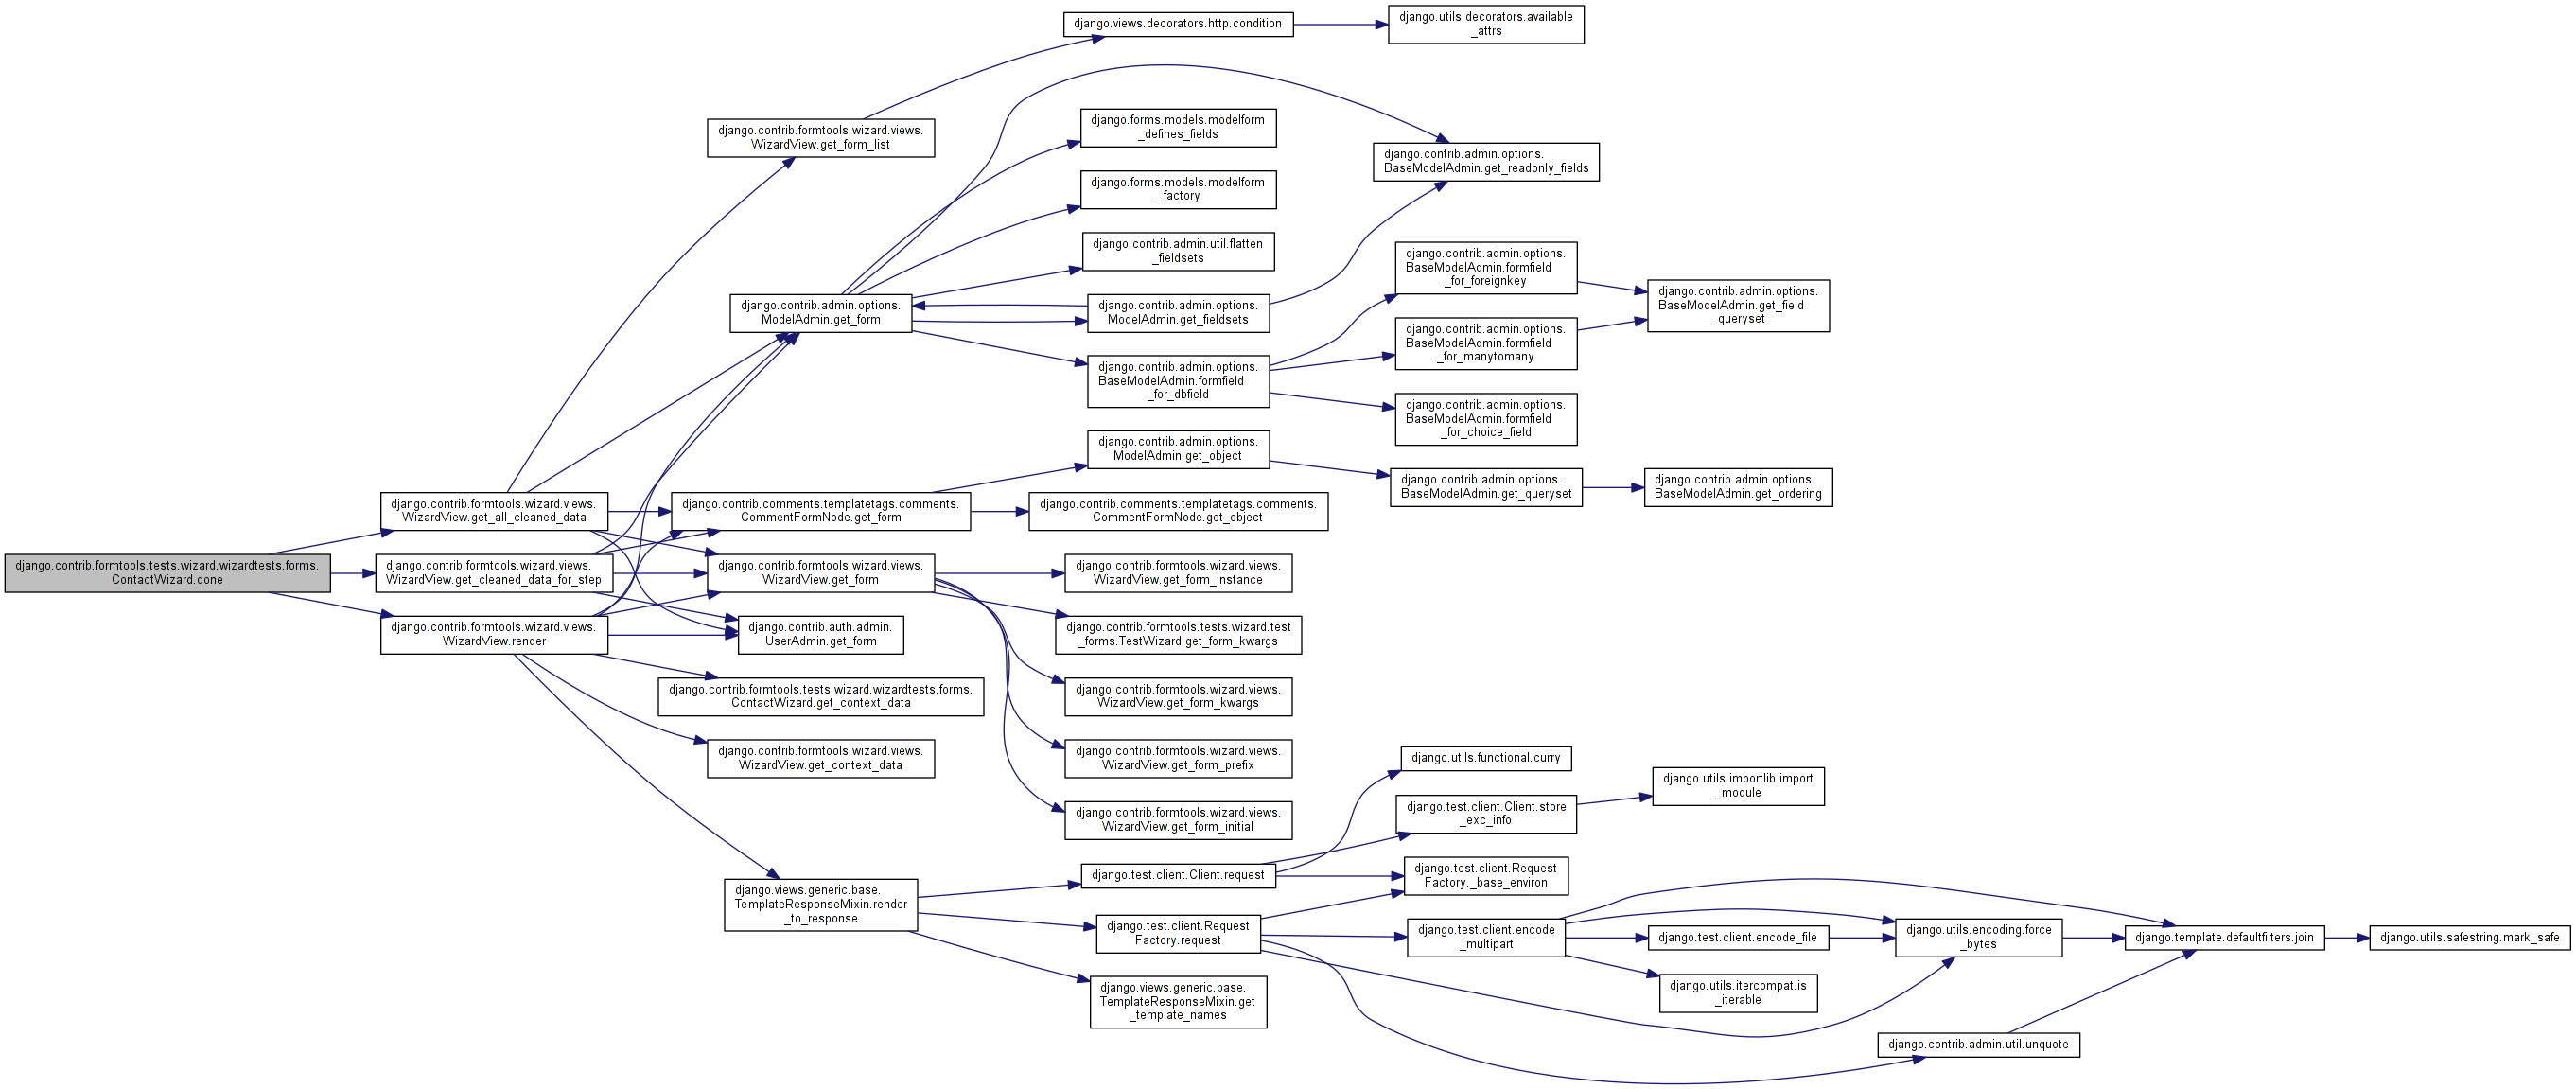 django.contrib.formtools.tests.wizard.wizardtests.forms.
ContactWizard.done
django.contrib.formtools.wizard.views.
WizardView.get_all_cleaned_data
django.contrib.formtools.wizard.views.
WizardView.get_cleaned_data_for_step
django.contrib.formtools.wizard.views.
WizardView.render
django.contrib.formtools.wizard.views.
WizardView.get_form_list
django.contrib.admin.options.
ModelAdmin.get_form
django.contrib.comments.templatetags.comments.
CommentFormNode.get_form
django.contrib.formtools.wizard.views.
WizardView.get_form
django.contrib.auth.admin.
UserAdmin.get_form
django.contrib.formtools.tests.wizard.wizardtests.forms.
ContactWizard.get_context_data
django.contrib.formtools.wizard.views.
WizardView.get_context_data
django.views.generic.base.
TemplateResponseMixin.render
_to_response
django.views.decorators.http.condition
django.forms.models.modelform
_defines_fields
django.forms.models.modelform
_factory
django.contrib.admin.util.flatten
_fieldsets
django.contrib.admin.options.
ModelAdmin.get_fieldsets
django.contrib.admin.options.
BaseModelAdmin.formfield
_for_dbfield
django.contrib.admin.options.
ModelAdmin.get_object
django.contrib.comments.templatetags.comments.
CommentFormNode.get_object
django.contrib.formtools.wizard.views.
WizardView.get_form_instance
django.contrib.formtools.tests.wizard.test
_forms.TestWizard.get_form_kwargs
django.contrib.formtools.wizard.views.
WizardView.get_form_kwargs
django.contrib.formtools.wizard.views.
WizardView.get_form_prefix
django.contrib.formtools.wizard.views.
WizardView.get_form_initial
django.test.client.Client.request
django.test.client.Request
Factory.request
django.views.generic.base.
TemplateResponseMixin.get
_template_names
django.utils.decorators.available
_attrs
django.contrib.admin.options.
BaseModelAdmin.get_readonly_fields
django.contrib.admin.options.
BaseModelAdmin.formfield
_for_foreignkey
django.contrib.admin.options.
BaseModelAdmin.formfield
_for_manytomany
django.contrib.admin.options.
BaseModelAdmin.formfield
_for_choice_field
django.contrib.admin.options.
BaseModelAdmin.get_queryset
django.utils.functional.curry
django.test.client.Client.store
_exc_info
django.test.client.Request
Factory._base_environ
django.test.client.encode
_multipart
django.contrib.admin.options.
BaseModelAdmin.get_field
_queryset
django.contrib.admin.options.
BaseModelAdmin.get_ordering
django.utils.importlib.import
_module
django.test.client.encode_file
django.utils.itercompat.is
_iterable
django.utils.encoding.force
_bytes
django.contrib.admin.util.unquote
django.template.defaultfilters.join
django.utils.safestring.mark_safe